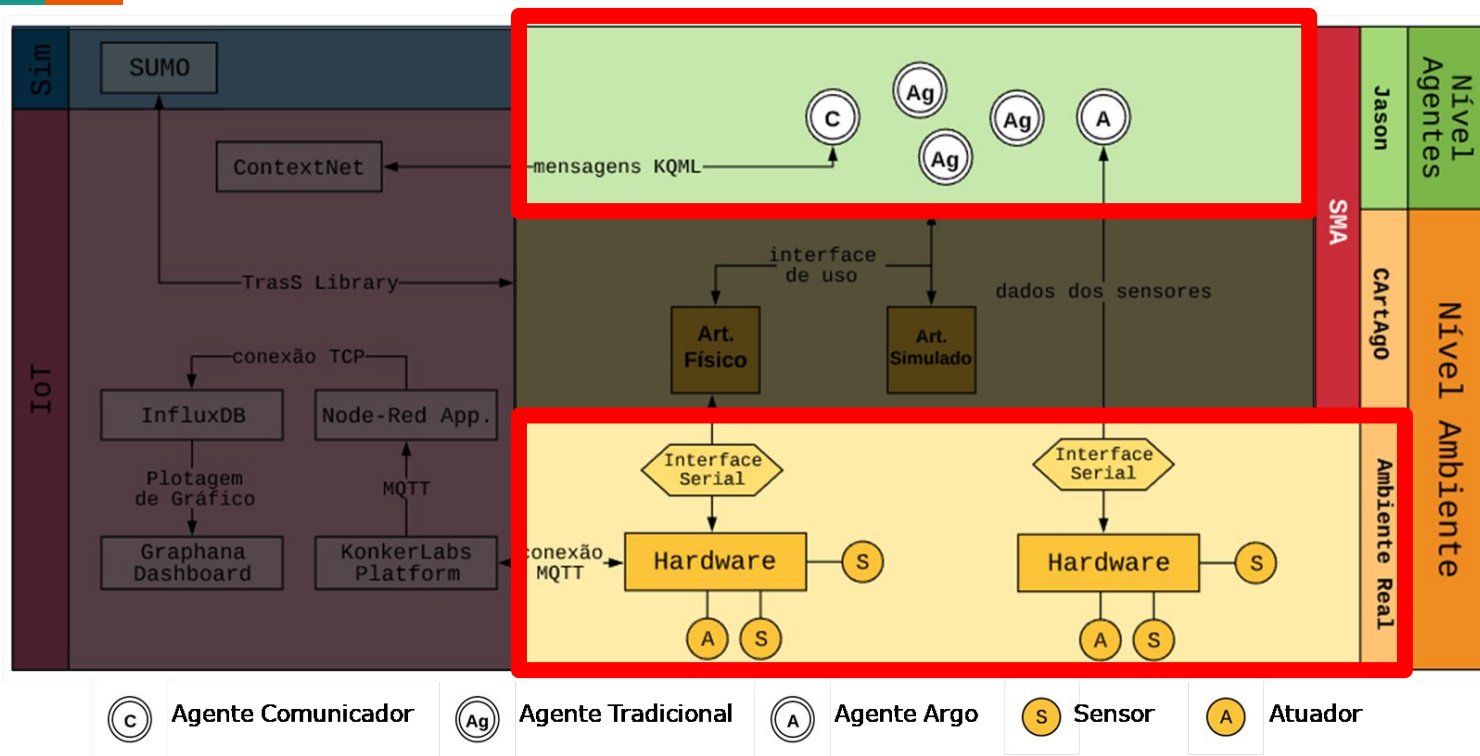 Sim
SUMO
C
Ag
Ag
Ag
A
Jason
Nível
Agentes
ContextNet
mensagens KQML
SMA
TrasS Library
interface
de uso
dados dos sensores
CArtAgO
Nível Ambiente
Art.
Físico
Art.
Simulado
IoT
conexão TCP
InfluxDB
Node-Red App.
Plotagem
de Gráfico
MQTT
Interface
Serial
Interface
Serial
Ambiente Real
Graphana
Dashboard
KonkerLabs
Platform
conexão
MQTT
Hardware
S
Hardware
S
A
S
A
S
C
Agente Comunicador
Ag
Agente Tradicional
A
Agente Argo
S
Sensor
A
Atuador